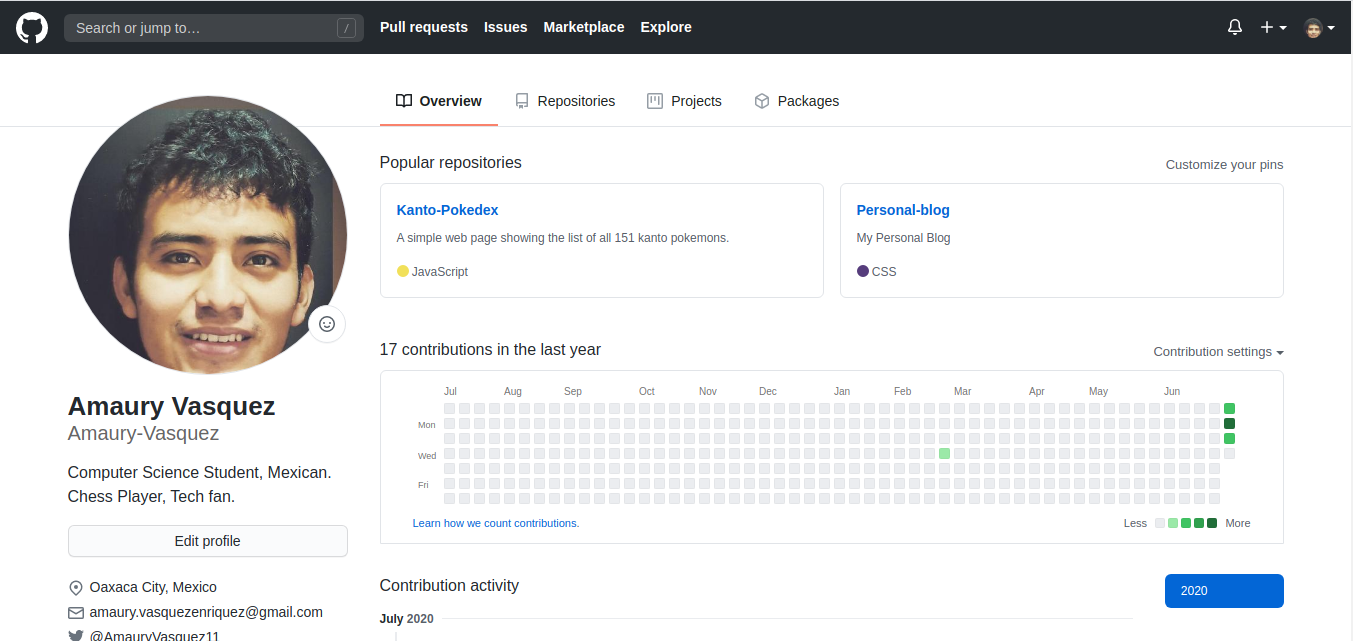 Search or jump to…
/
Pull requests
Issues
Marketplace
Explore
Overview
Repositories
Projects
Packages
Popular repositories
Customize your pins
Kanto-Pokedex
A simple web page showing the list of all 151 kanto pokemons.
JavaScript
Personal-blog
My Personal Blog
CSS
17 contributions in the last year
Contribution settings
Jul Aug Sep Oct Nov Dec Jan Feb Mar Apr May Jun
Mon
Wed
Fri
Learn how we count contributions.
Less
More
Amaury Vasquez
Amaury-Vasquez
Computer Science Student, Mexican.
Chess Player, Tech fan.
Edit profile
Oaxaca City, Mexico
amaury.vasquezenriquez@gmail.com
@AmauryVasquez11
Contribution activity
2020
July 2020